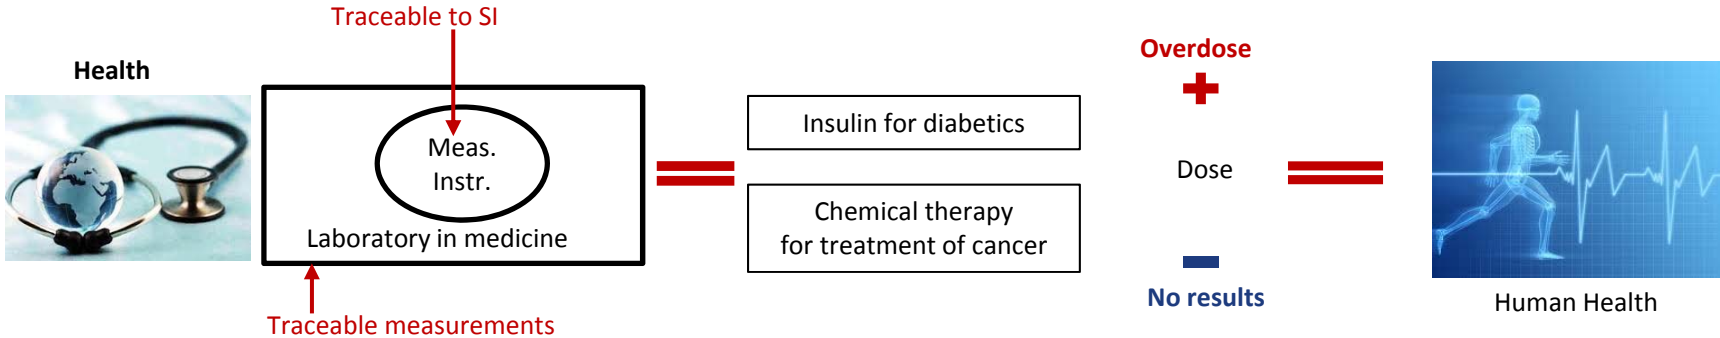 Traceable to SI
Health
Meas.
Instr.
Laboratory in medicine
Traceable measurements
Insulin for diabetics
Chemical therapy
for treatment of cancer
Overdose
Dose
No results
Human Health